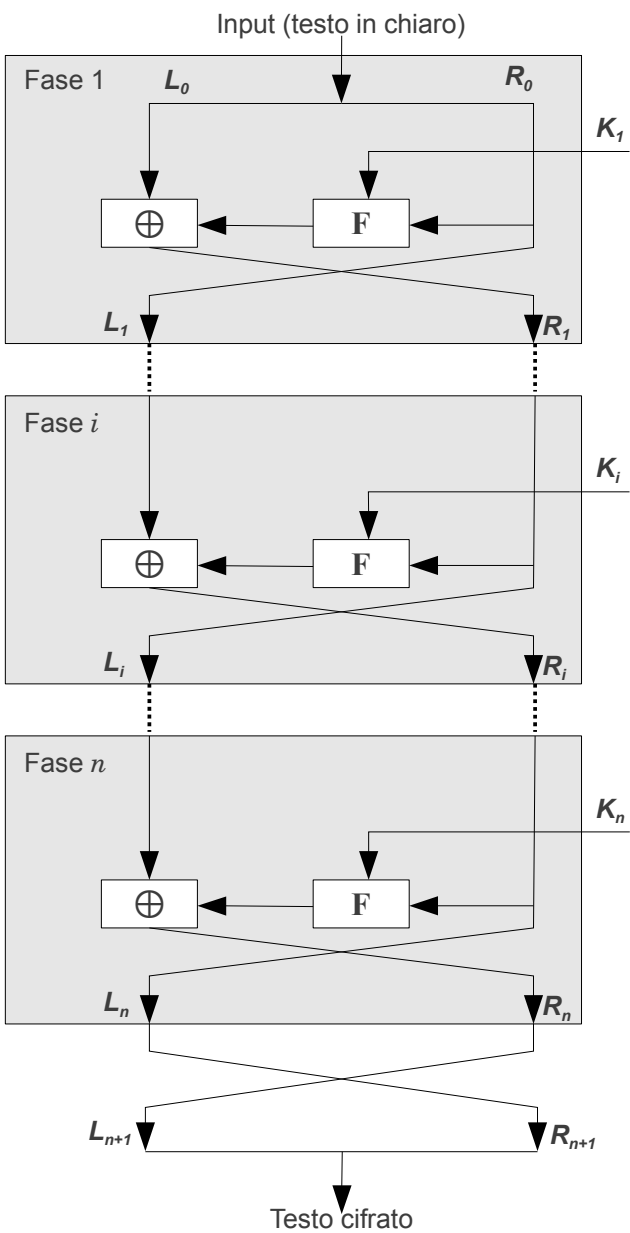 Input (testo in chiaro)
Fase 1
L0
R0
K1
⊕
F
L1
R1
Fase i
Ki
⊕
F
Li
Ri
Fase n
Kn
⊕
F
Ln
Rn
Ln+1
Rn+1
Testo cifrato